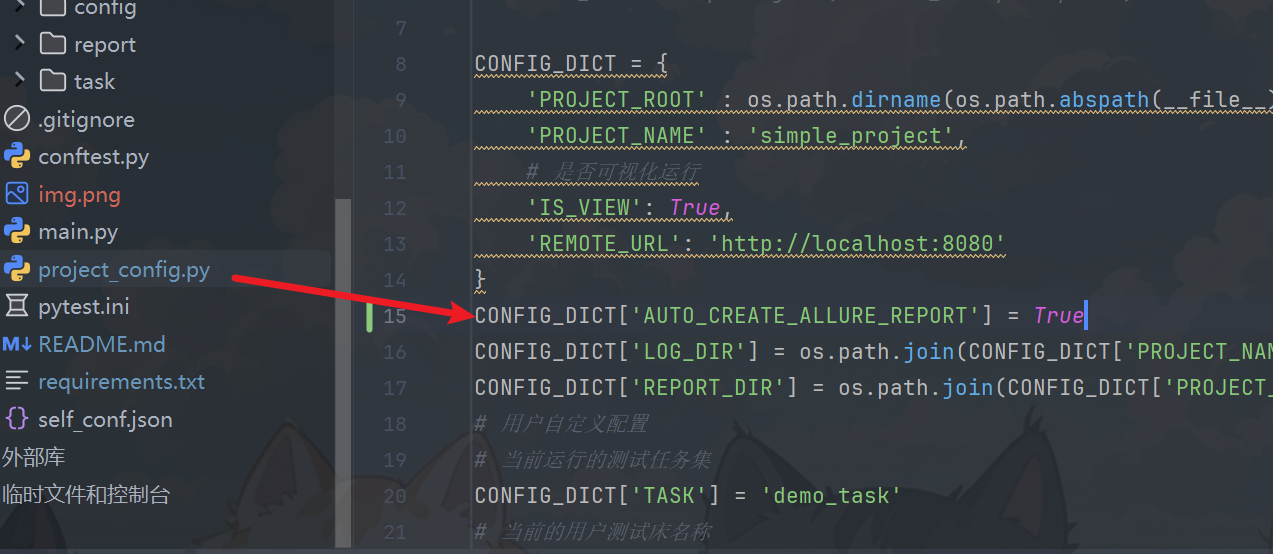 config
report
task
.gitignore
conftest.py
img.png
main.py
project_config.py
pytest.ini
README.md
requirements.txt
self_conf.json
外部库
临时文件和控制台
7
8 CONFIG_DICT = {
9 'PROJECT_ROOT' : os.path.dirname(os.path.abspath(__file__)
10 'PROJECT_NAME' : 'simple_project',
11 # 是否可视化运行
12 'IS_VIEW': True,
13 'REMOTE_URL': 'http://localhost:8080'
14 }
15 CONFIG_DICT['AUTO_CREATE_ALLURE_REPORT'] = True
16 CONFIG_DICT['LOG_DIR'] = os.path.join(CONFIG_DICT['PROJECT_NAM
17 CONFIG_DICT['REPORT_DIR'] = os.path.join(CONFIG_DICT['PROJECT_
18 # 用户自定义配置
19 # 当前运行的测试任务集
20 CONFIG_DICT['TASK'] = 'demo_task'
21 # 当前的用户测试床名称